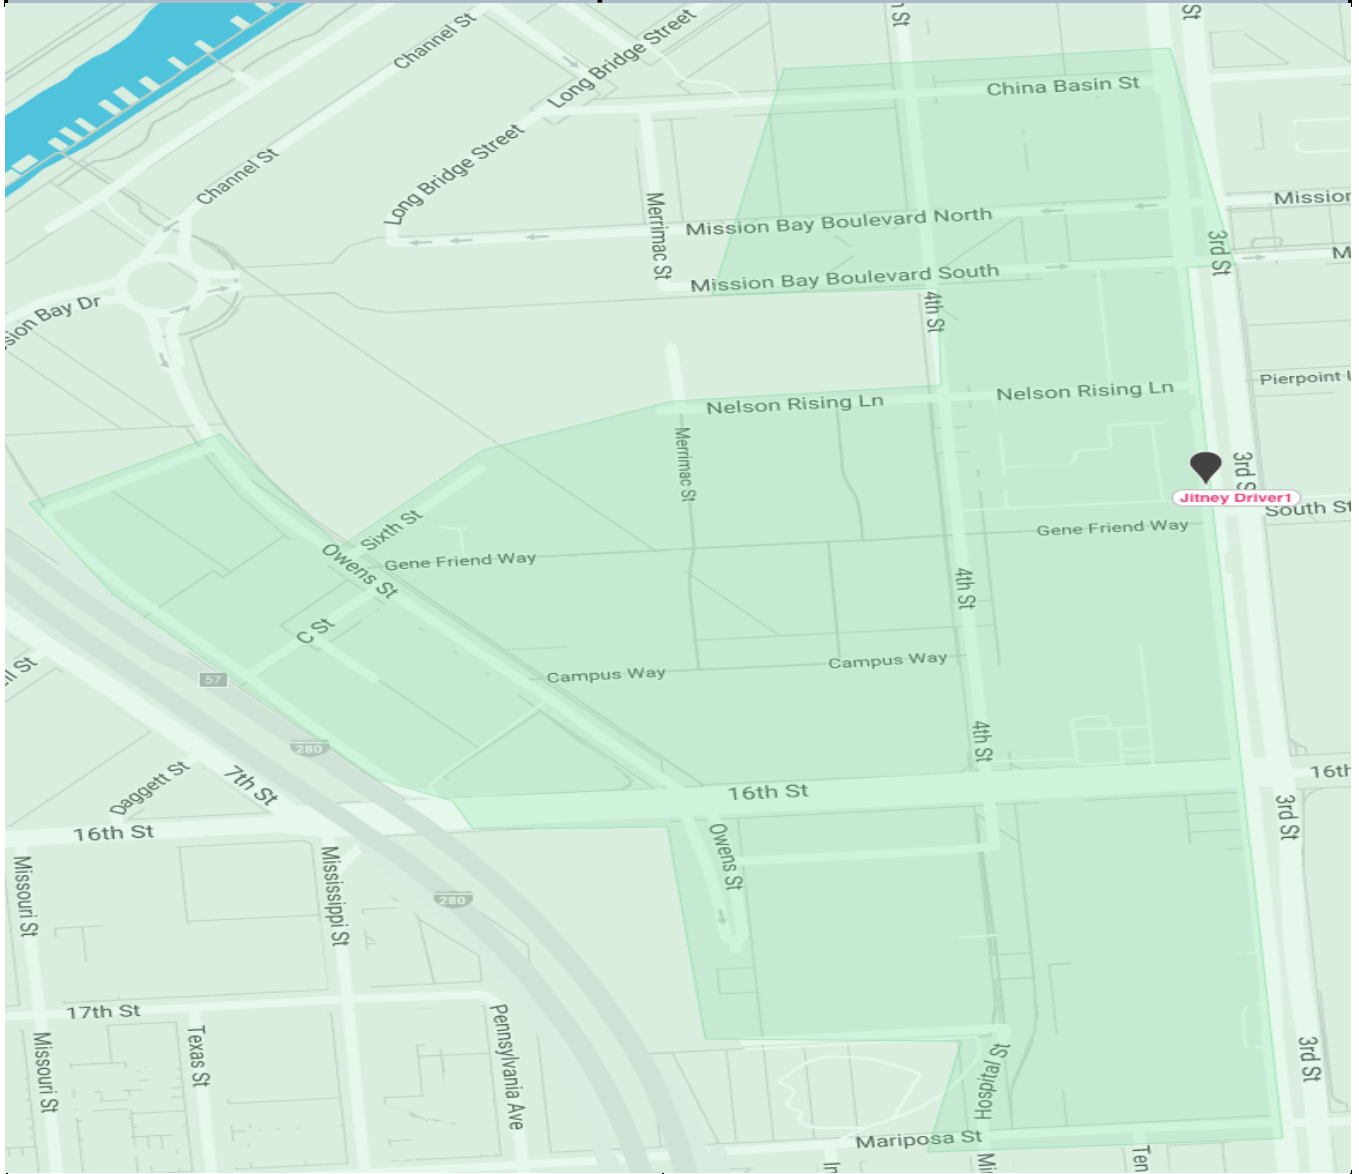 St
St
Channel St
Long Bridge Street
China Basin St
Long Bridge Street
Channel St
Merrimac St
Mission Bay Boulevard North
Mission
3rd St
Mission Bay Boulevard South
4th St
sion Bay Dr
Pierpoint
Nelson Rising Ln
Nelson Rising Ln
Merrimac St
3rd S
Jitney Driver1
South St
Sixth St
Gene Friend Way
Owens St
Gene Friend Way
4th St
C St
Campus Way
Campus Way
57
280
4th St
7th St
Daggett St
16th St
16th
3rd St
16th St
Owens St
Missouri St
Mississippi St
280
17th St
Texas St
Missouri St
Pennsylvania Ave
Hospital St
3rd St
Mariposa St
Ten